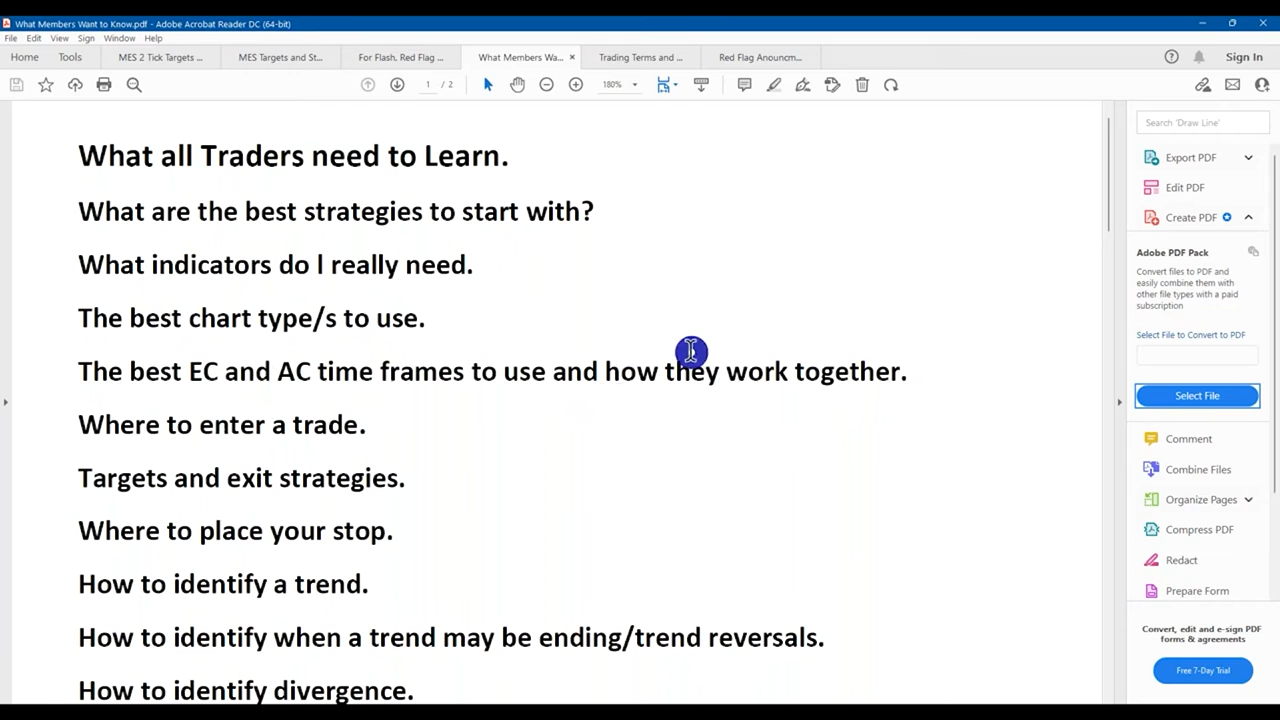 What Members Want to Know.pdf - Adobe Acrobat Reader DC (64-bit)
File Edit View Sign Window Help
Home Tools MES 2 Tick Targets ... MES Targets and St... For Flash. Red Flag ... What Members Wa... × Trading Terms and ... Red Flag Anouncm... Sign In
1 / 2 180%
What all Traders need to Learn.
What are the best strategies to start with?
What indicators do I really need.
The best chart type/s to use.
The best EC and AC time frames to use and how they work together.
Where to enter a trade.
Targets and exit strategies.
Where to place your stop.
How to identify a trend.
How to identify when a trend may be ending/trend reversals.
How to identify divergence.
Search 'Draw Line'
Export PDF
Edit PDF
Create PDF
Adobe PDF Pack
Convert files to PDF and
easily combine them with
other file types with a paid
subscription
Select File to Convert to PDF
Select File
Comment
Combine Files
Organize Pages
Compress PDF
Redact
Prepare Form
Convert, edit and e-sign PDF
forms & agreements
Free 7-Day Trial